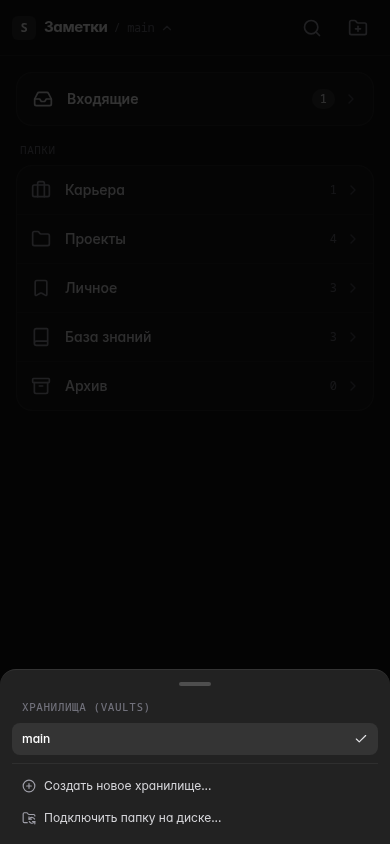 S Заметки / main
Входящие 1
ПАПКИ
Карьера 1
Проекты 4
Личное 3
База знаний 3
Архив 0
ХРАНИЛИЩА (VAULTS)
main
Создать новое хранилище...
Подключить папку на диске...